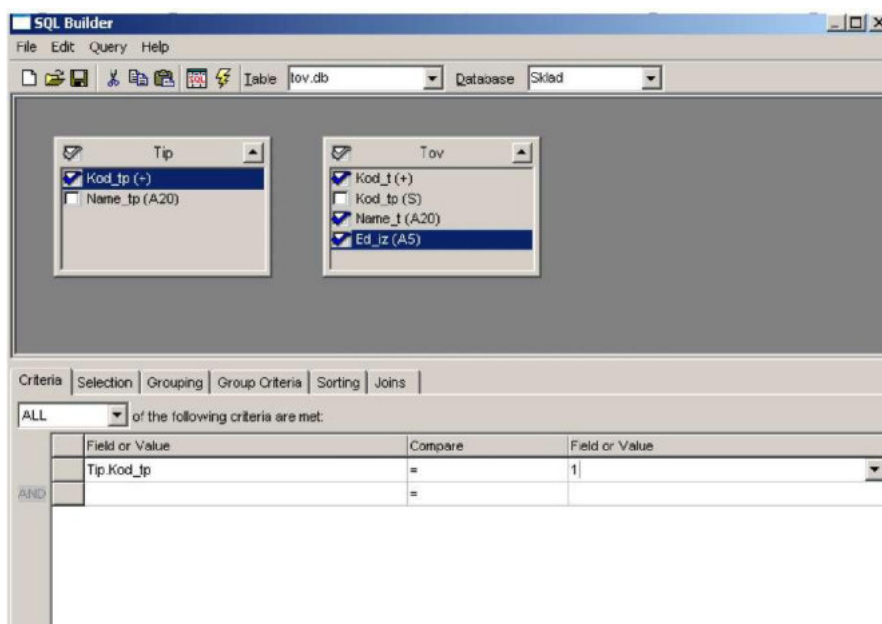 SQL Builder
File Edit Query Help
SQL Table tov.db Database Sklad
Tip
Kod_tp (+)
Name_tp (A20)
Tov
Kod_t (+)
Kod_tp (S)
Name_t (A20)
Ed_iz (A5)
Criteria Selection Grouping Group Criteria Sorting Joins
ALL of the following criteria are met:
Field or Value Compare Field or Value
Tip.Kod_tp = 1
AND =